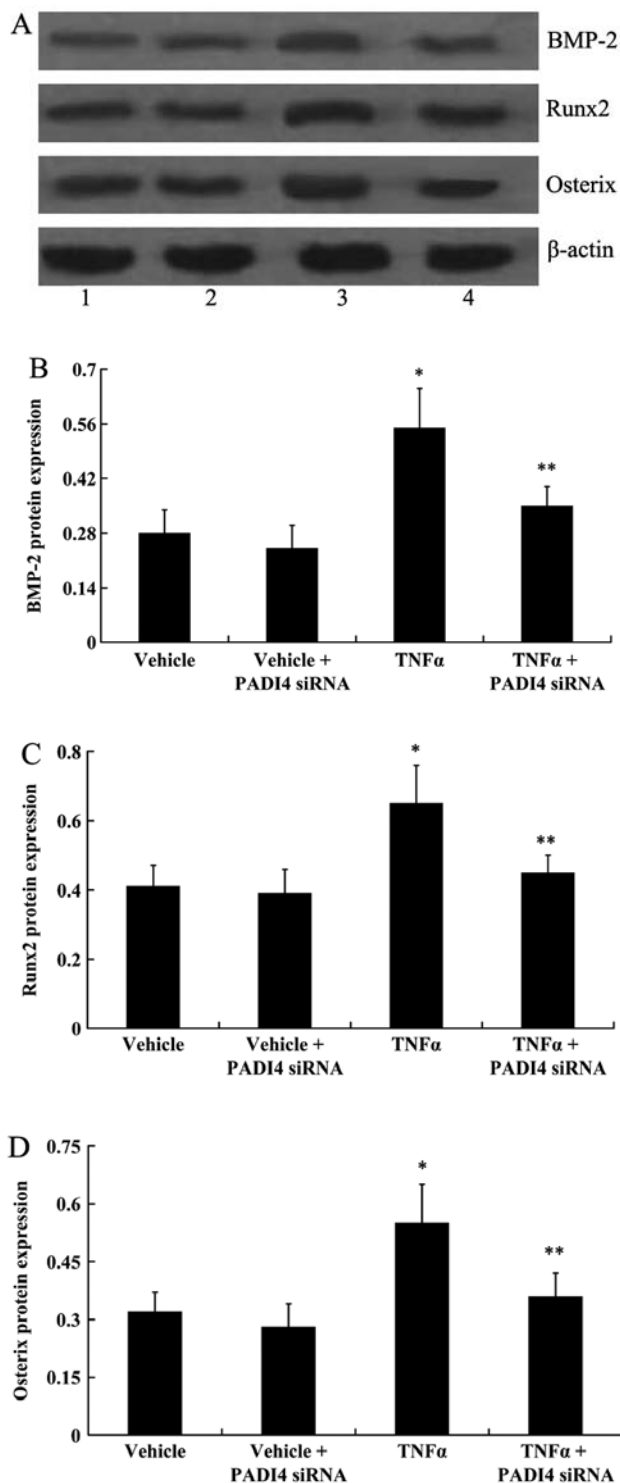 A
BMP-2
Runx2
Osterix
β-actin
1 2 3 4
B
BMP-2 protein expression
0.7
0.56
0.42
0.28
0.14
0
*
**
Vehicle Vehicle + TNFα TNFα +
PADI4 siRNA PADI4 siRNA
C
Runx2 protein expression
0.8
0.6
0.4
0.2
0
*
**
Vehicle Vehicle + TNFα TNFα +
PADI4 siRNA PADI4 siRNA
D
Osterix protein expression
0.75
0.6
0.45
0.3
0.15
0
*
**
Vehicle Vehicle + TNFα TNFα +
PADI4 siRNA PADI4 siRNA